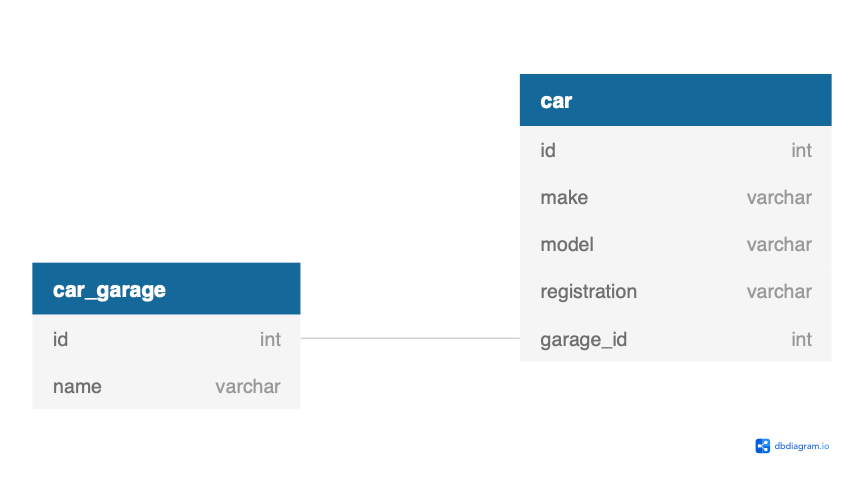 car
id int
make varchar
model varchar
registration varchar
garage_id int
car_garage
id int
name varchar
dbdiagram.io